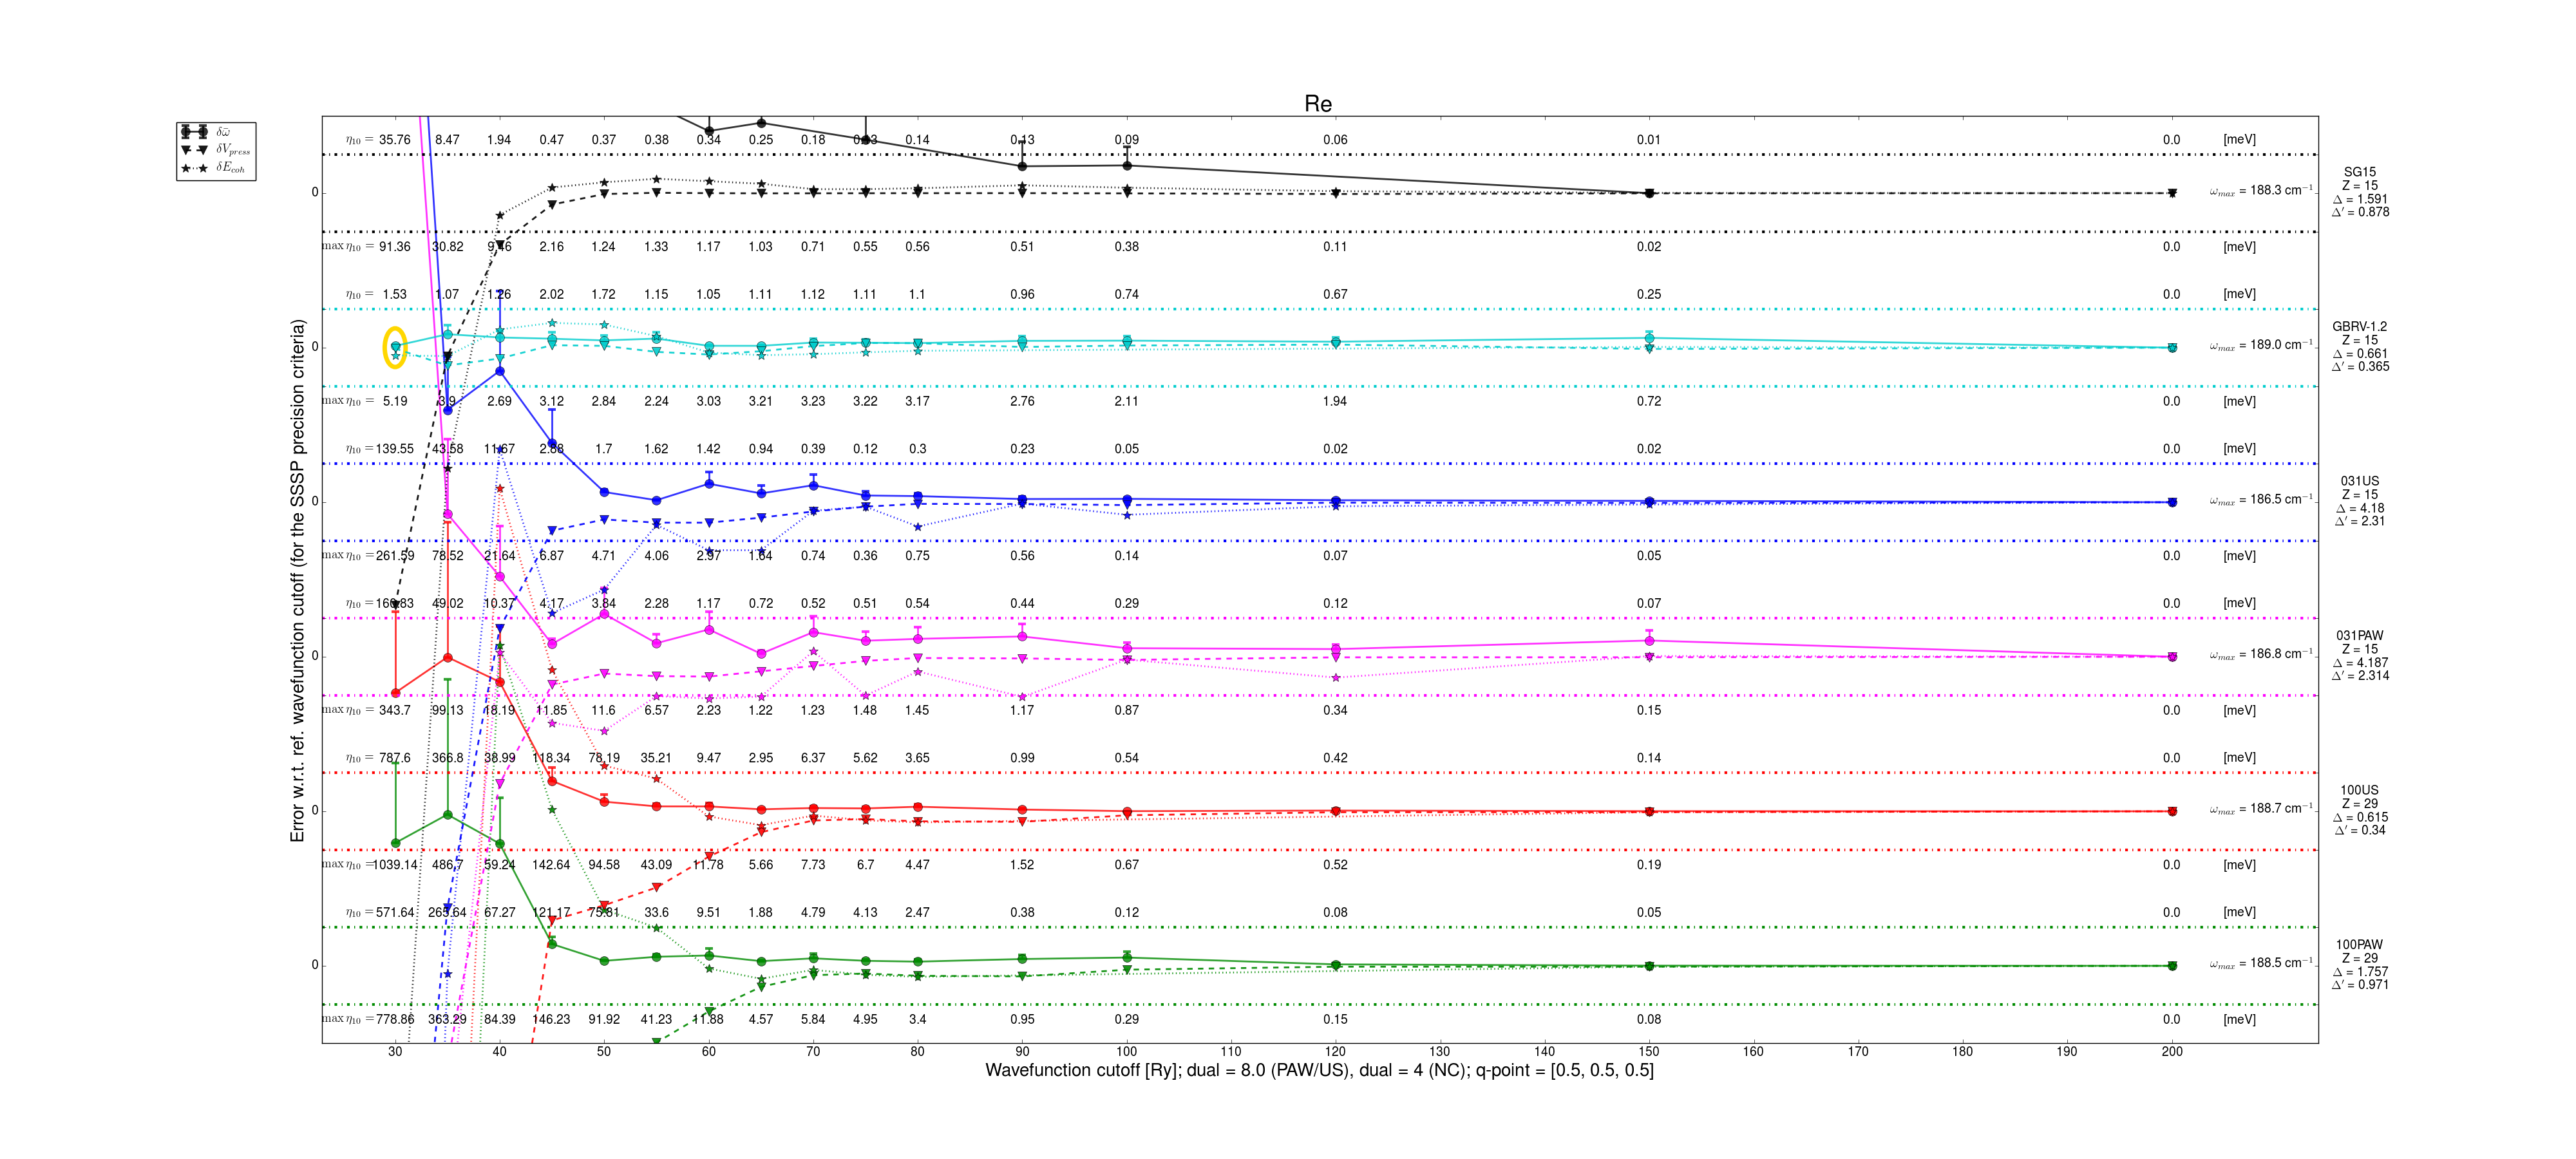 Re
δω̄
δV_press
δE_coh
Error w.r.t. ref. wavefunction cutoff (for the SSSP precision criteria)
η₁₀ = 35.76 8.47 1.94 0.47 0.37 0.38 0.34 0.25 0.18 0.14 0.13 0.09 0.06 0.01 0.0 [meV]
0 ω_max = 188.3 cm⁻¹
SG15
Z = 15
Δ = 1.591
Δ′ = 0.878
max η₁₀ = 91.36 30.82 2.16 1.24 1.33 1.17 1.03 0.71 0.55 0.56 0.51 0.38 0.11 0.02 0.0 [meV]
η₁₀ = 1.53 1.07 1.26 2.02 1.72 1.15 1.05 1.11 1.12 1.11 1.1 0.96 0.74 0.67 0.25 0.0 [meV]
0 ω_max = 189.0 cm⁻¹
GBRV-1.2
Z = 15
Δ = 0.661
Δ′ = 0.365
max η₁₀ = 5.19 3.9 2.69 3.12 2.84 2.24 3.03 3.21 3.23 3.22 3.17 2.76 2.11 1.94 0.72 0.0 [meV]
η₁₀ = 139.55 43.58 11.67 2.88 1.7 1.62 1.42 0.94 0.39 0.12 0.3 0.23 0.05 0.02 0.02 0.0 [meV]
0 ω_max = 186.5 cm⁻¹
031US
Z = 15
Δ = 4.18
Δ′ = 2.31
max η₁₀ = 261.59 78.52 21.64 6.87 4.71 4.06 2.97 1.64 0.74 0.36 0.75 0.56 0.14 0.07 0.05 0.0 [meV]
η₁₀ = 49.02 10.37 4.17 3.84 2.28 1.17 0.72 0.52 0.51 0.54 0.44 0.29 0.12 0.07 0.0 [meV]
0 ω_max = 186.8 cm⁻¹
031PAW
Z = 15
Δ = 4.187
Δ′ = 2.314
max η₁₀ = 343.7 99.13 18.19 11.85 11.6 6.57 2.23 1.22 1.23 1.48 1.45 1.17 0.87 0.34 0.15 0.0 [meV]
η₁₀ = 787.6 366.8 38.99 118.34 78.19 35.21 9.47 2.95 6.37 5.62 3.65 0.99 0.54 0.42 0.14 0.0 [meV]
0 ω_max = 188.7 cm⁻¹
100US
Z = 29
Δ = 0.615
Δ′ = 0.34
max η₁₀ = 1039.14 486.7 59.24 142.64 94.58 43.09 11.78 5.66 7.73 6.7 4.47 1.52 0.67 0.52 0.19 0.0 [meV]
η₁₀ = 571.64 67.27 121.17 75.81 33.6 9.51 1.88 4.79 4.13 2.47 0.38 0.12 0.08 0.05 0.0 [meV]
0 ω_max = 188.5 cm⁻¹
100PAW
Z = 29
Δ = 1.757
Δ′ = 0.971
max η₁₀ = 778.86 363.29 84.39 146.23 91.92 41.23 11.88 4.57 5.84 4.95 3.4 0.95 0.29 0.15 0.08 0.0 [meV]
30 40 50 60 70 80 90 100 110 120 130 140 150 160 170 180 190 200
Wavefunction cutoff [Ry]; dual = 8.0 (PAW/US), dual = 4 (NC); q-point = [0.5, 0.5, 0.5]